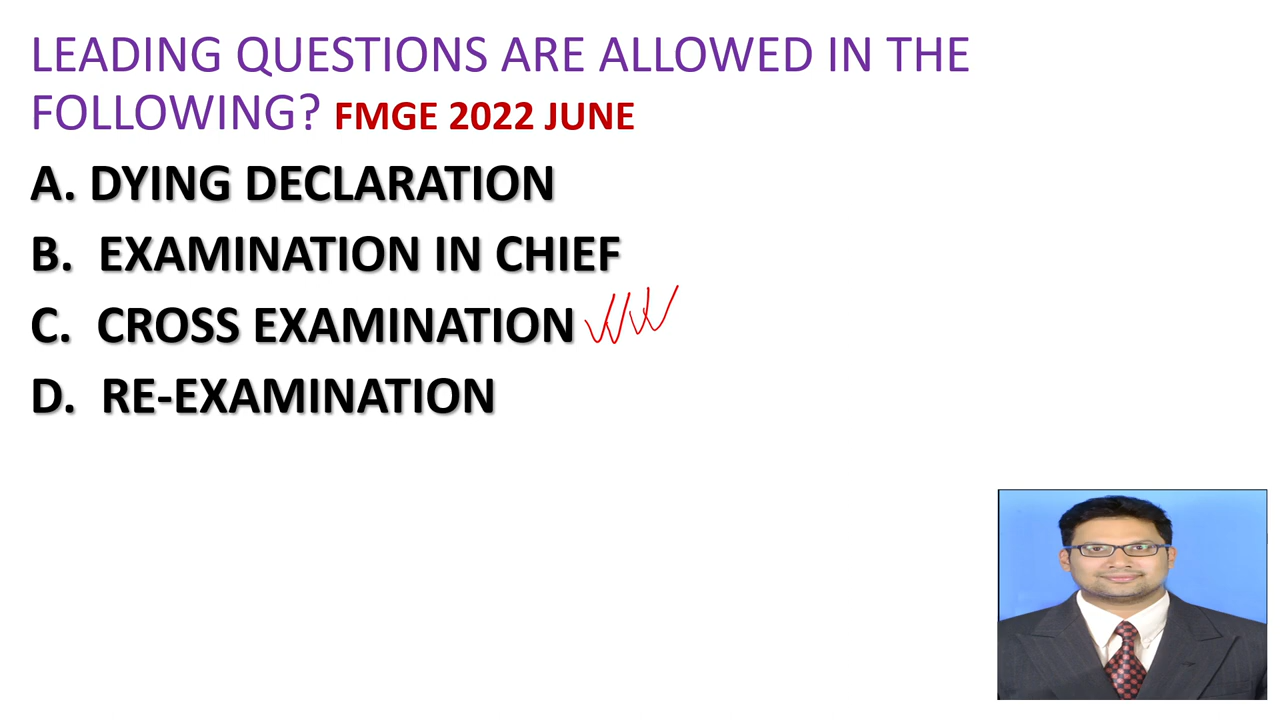 LEADING QUESTIONS ARE ALLOWED IN THE
FOLLOWING? FMGE 2022 JUNE
A. DYING DECLARATION
B. EXAMINATION IN CHIEF
C. CROSS EXAMINATION
D. RE-EXAMINATION